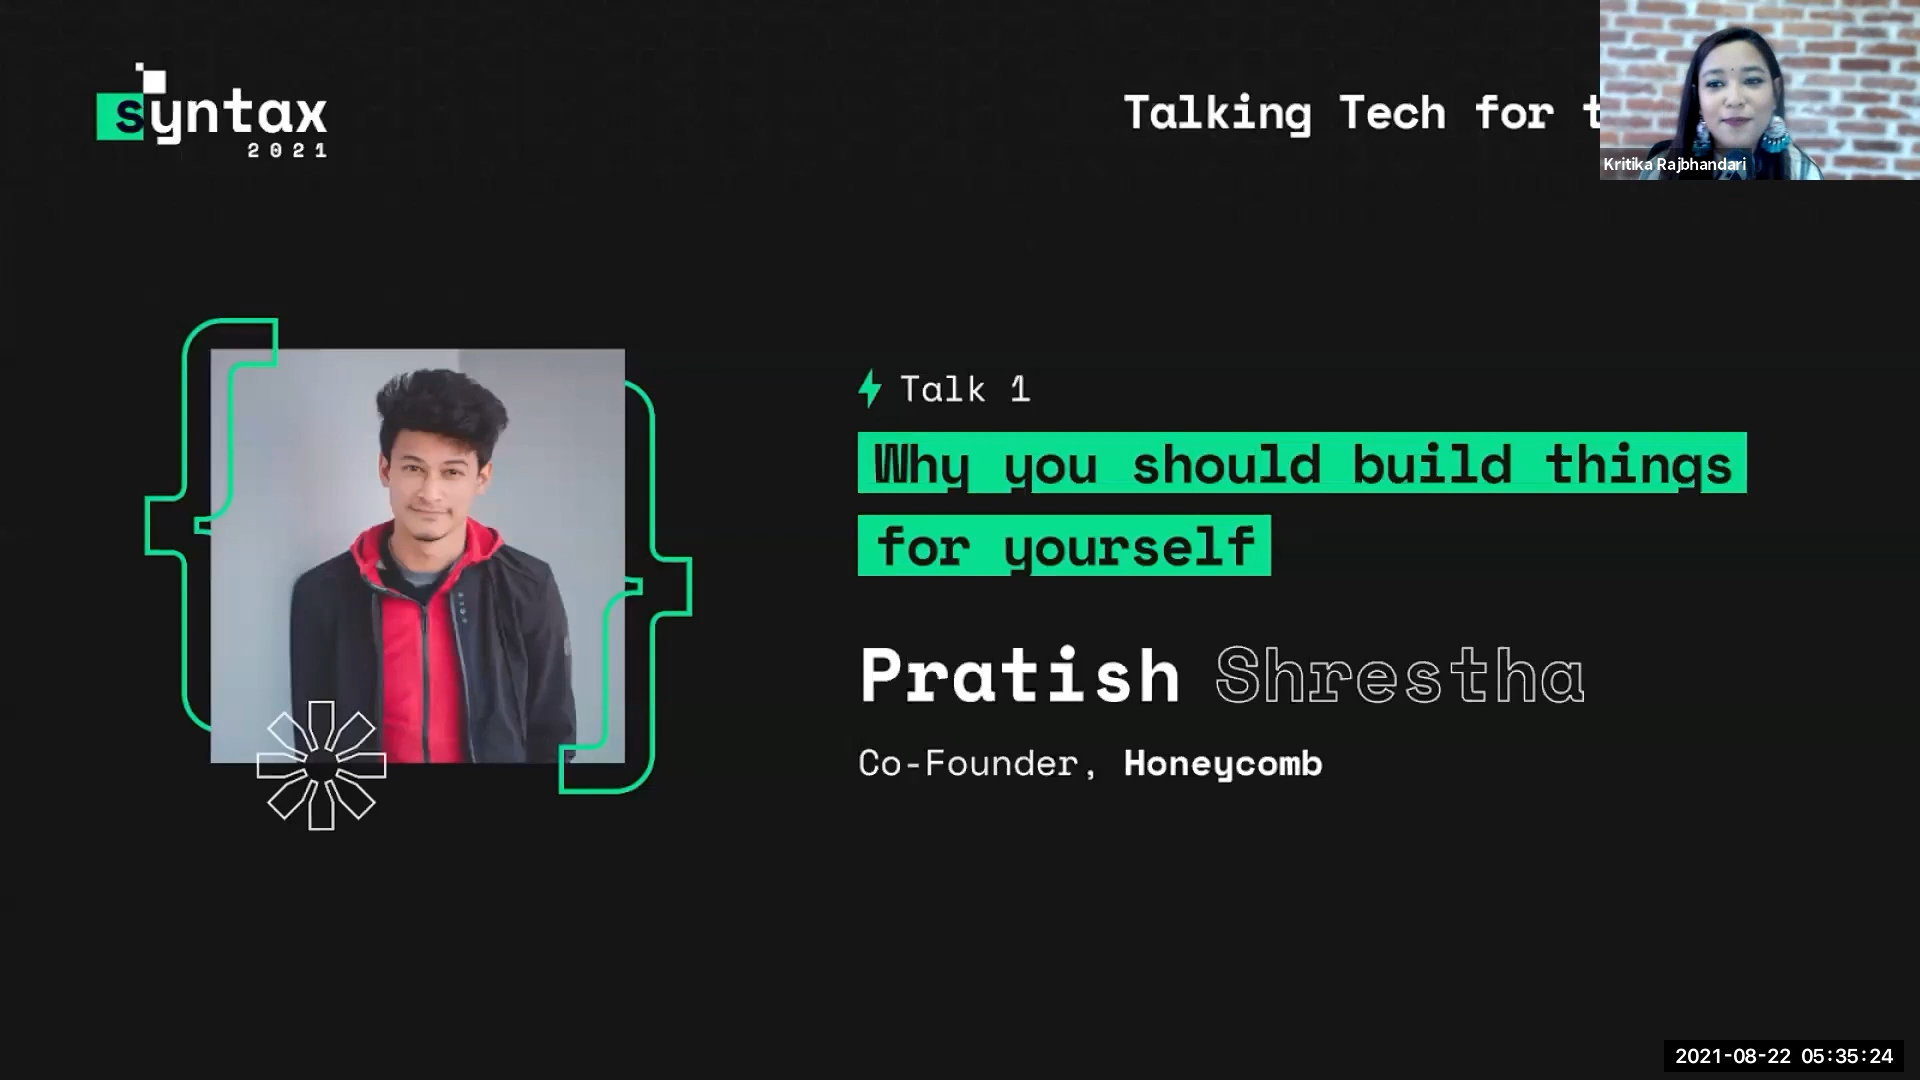 syntax
2021
Talking Tech for t
Kritika Rajbhandari
Talk 1
Why you should build things
for yourself
Pratish Shrestha
Co-Founder, Honeycomb
2021-08-22 05:35:24